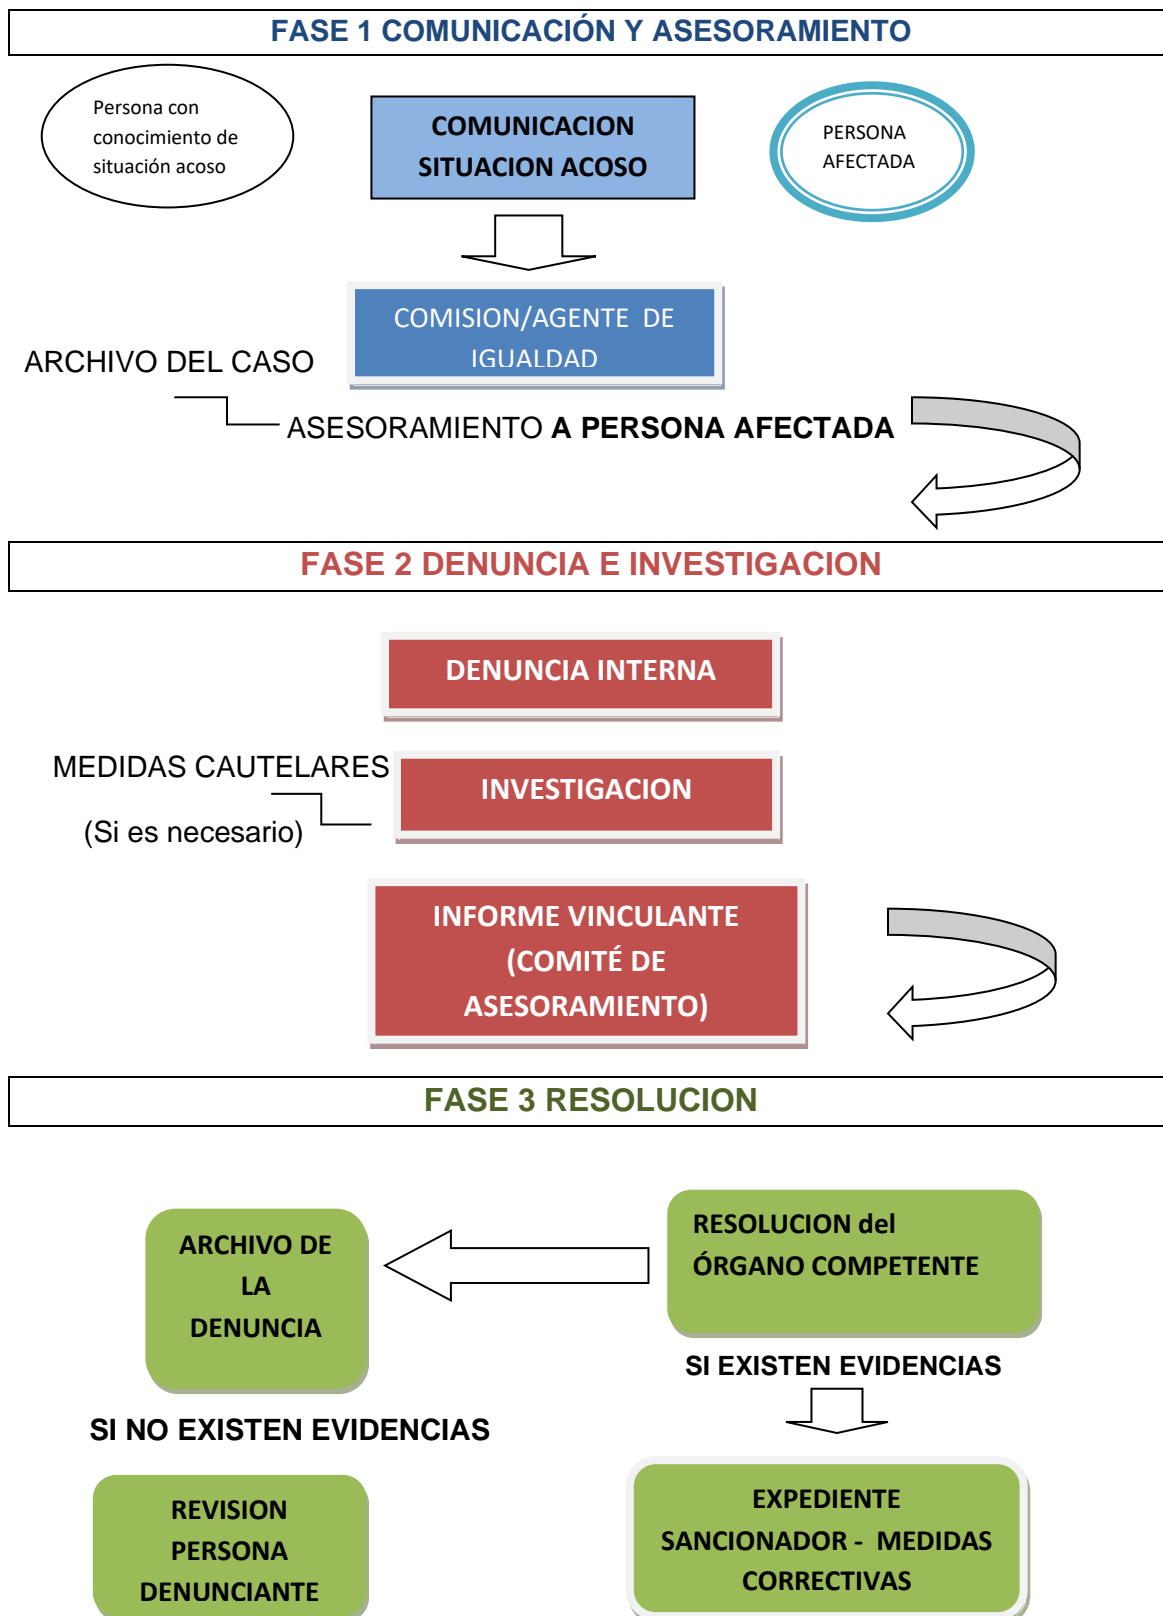 FASE 1 COMUNICACIÓN Y ASESORAMIENTO
Persona con
conocimiento de
situación acoso
COMUNICACION
SITUACION ACOSO
PERSONA
AFECTADA
COMISION/AGENTE DE
IGUALDAD
ARCHIVO DEL CASO
ASESORAMIENTO A PERSONA AFECTADA
FASE 2 DENUNCIA E INVESTIGACION
DENUNCIA INTERNA
MEDIDAS CAUTELARES
(Si es necesario)
INVESTIGACION
INFORME VINCULANTE
(COMITÉ DE
ASESORAMIENTO)
FASE 3 RESOLUCION
ARCHIVO DE
LA
DENUNCIA
RESOLUCION del
ÓRGANO COMPETENTE
SI EXISTEN EVIDENCIAS
SI NO EXISTEN EVIDENCIAS
REVISION
PERSONA
DENUNCIANTE
EXPEDIENTE
SANCIONADOR - MEDIDAS
CORRECTIVAS